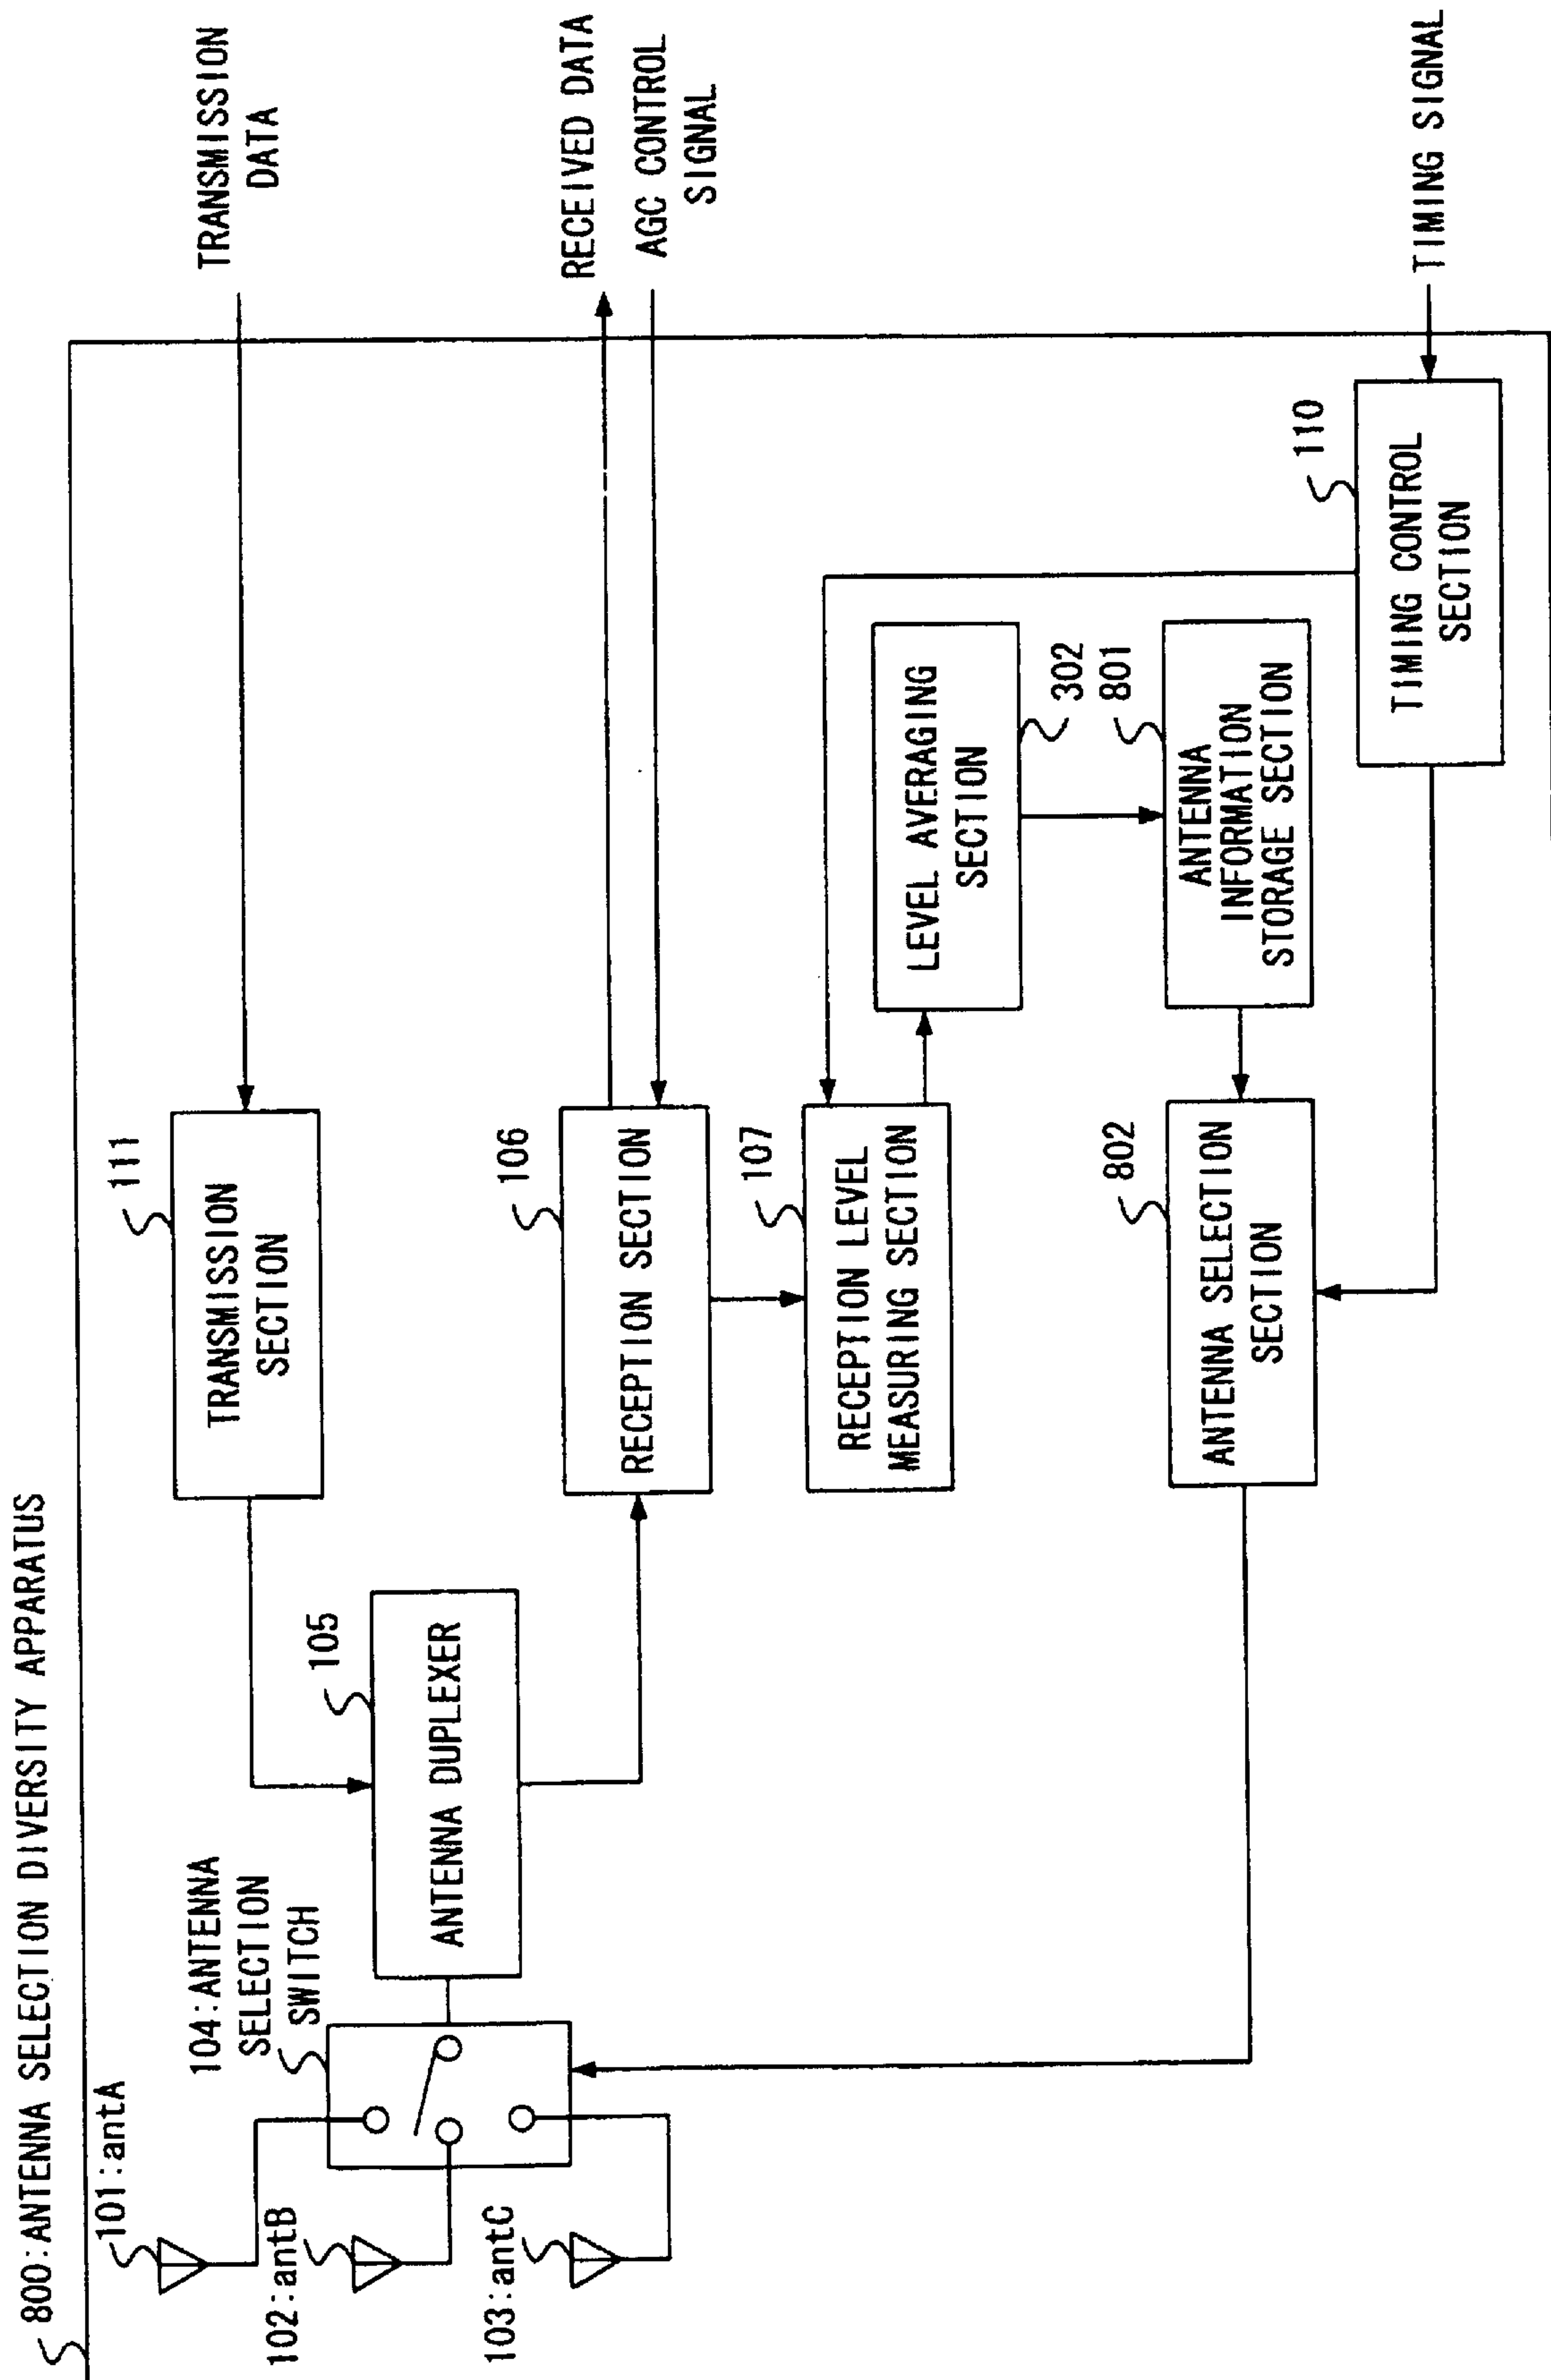 800:ANTENNA SELECTION DIVERSITY APPARATUS
101:antA
102:antB
103:antC
104:ANTENNA
SELECTION
SWITCH
105
ANTENNA DUPLEXER
111
TRANSMISSION
SECTION
TRANSMISSION
DATA
106
RECEPTION SECTION
RECEIVED DATA
AGC CONTROL
SIGNAL
107
RECEPTION LEVEL
MEASURING SECTION
LEVEL AVERAGING
SECTION
302
801
ANTENNA
INFORMATION
STORAGE SECTION
802
ANTENNA SELECTION
SECTION
110
TIMING CONTROL
SECTION
TIMING SIGNAL